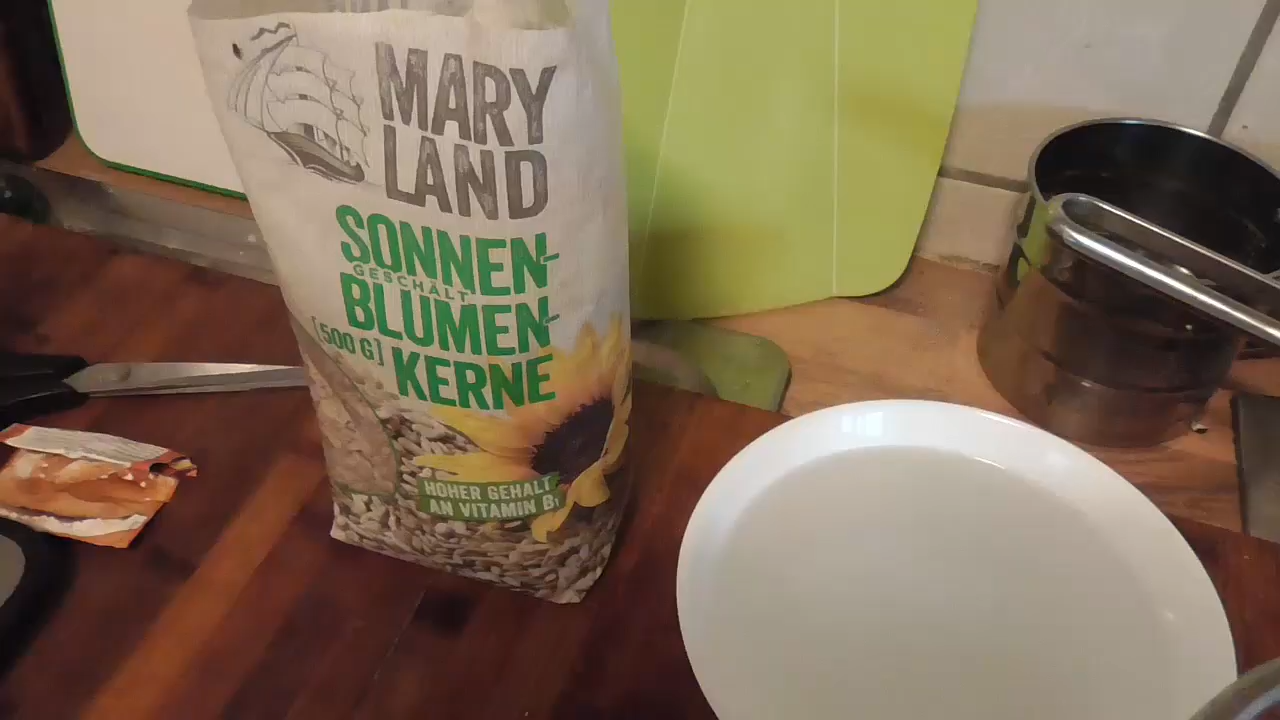 MARY
LAND
SONNEN-
GESCHÄLT
BLUMEN-
[500 G] KERNE
HOHER GEHALT
AN VITAMIN B₁